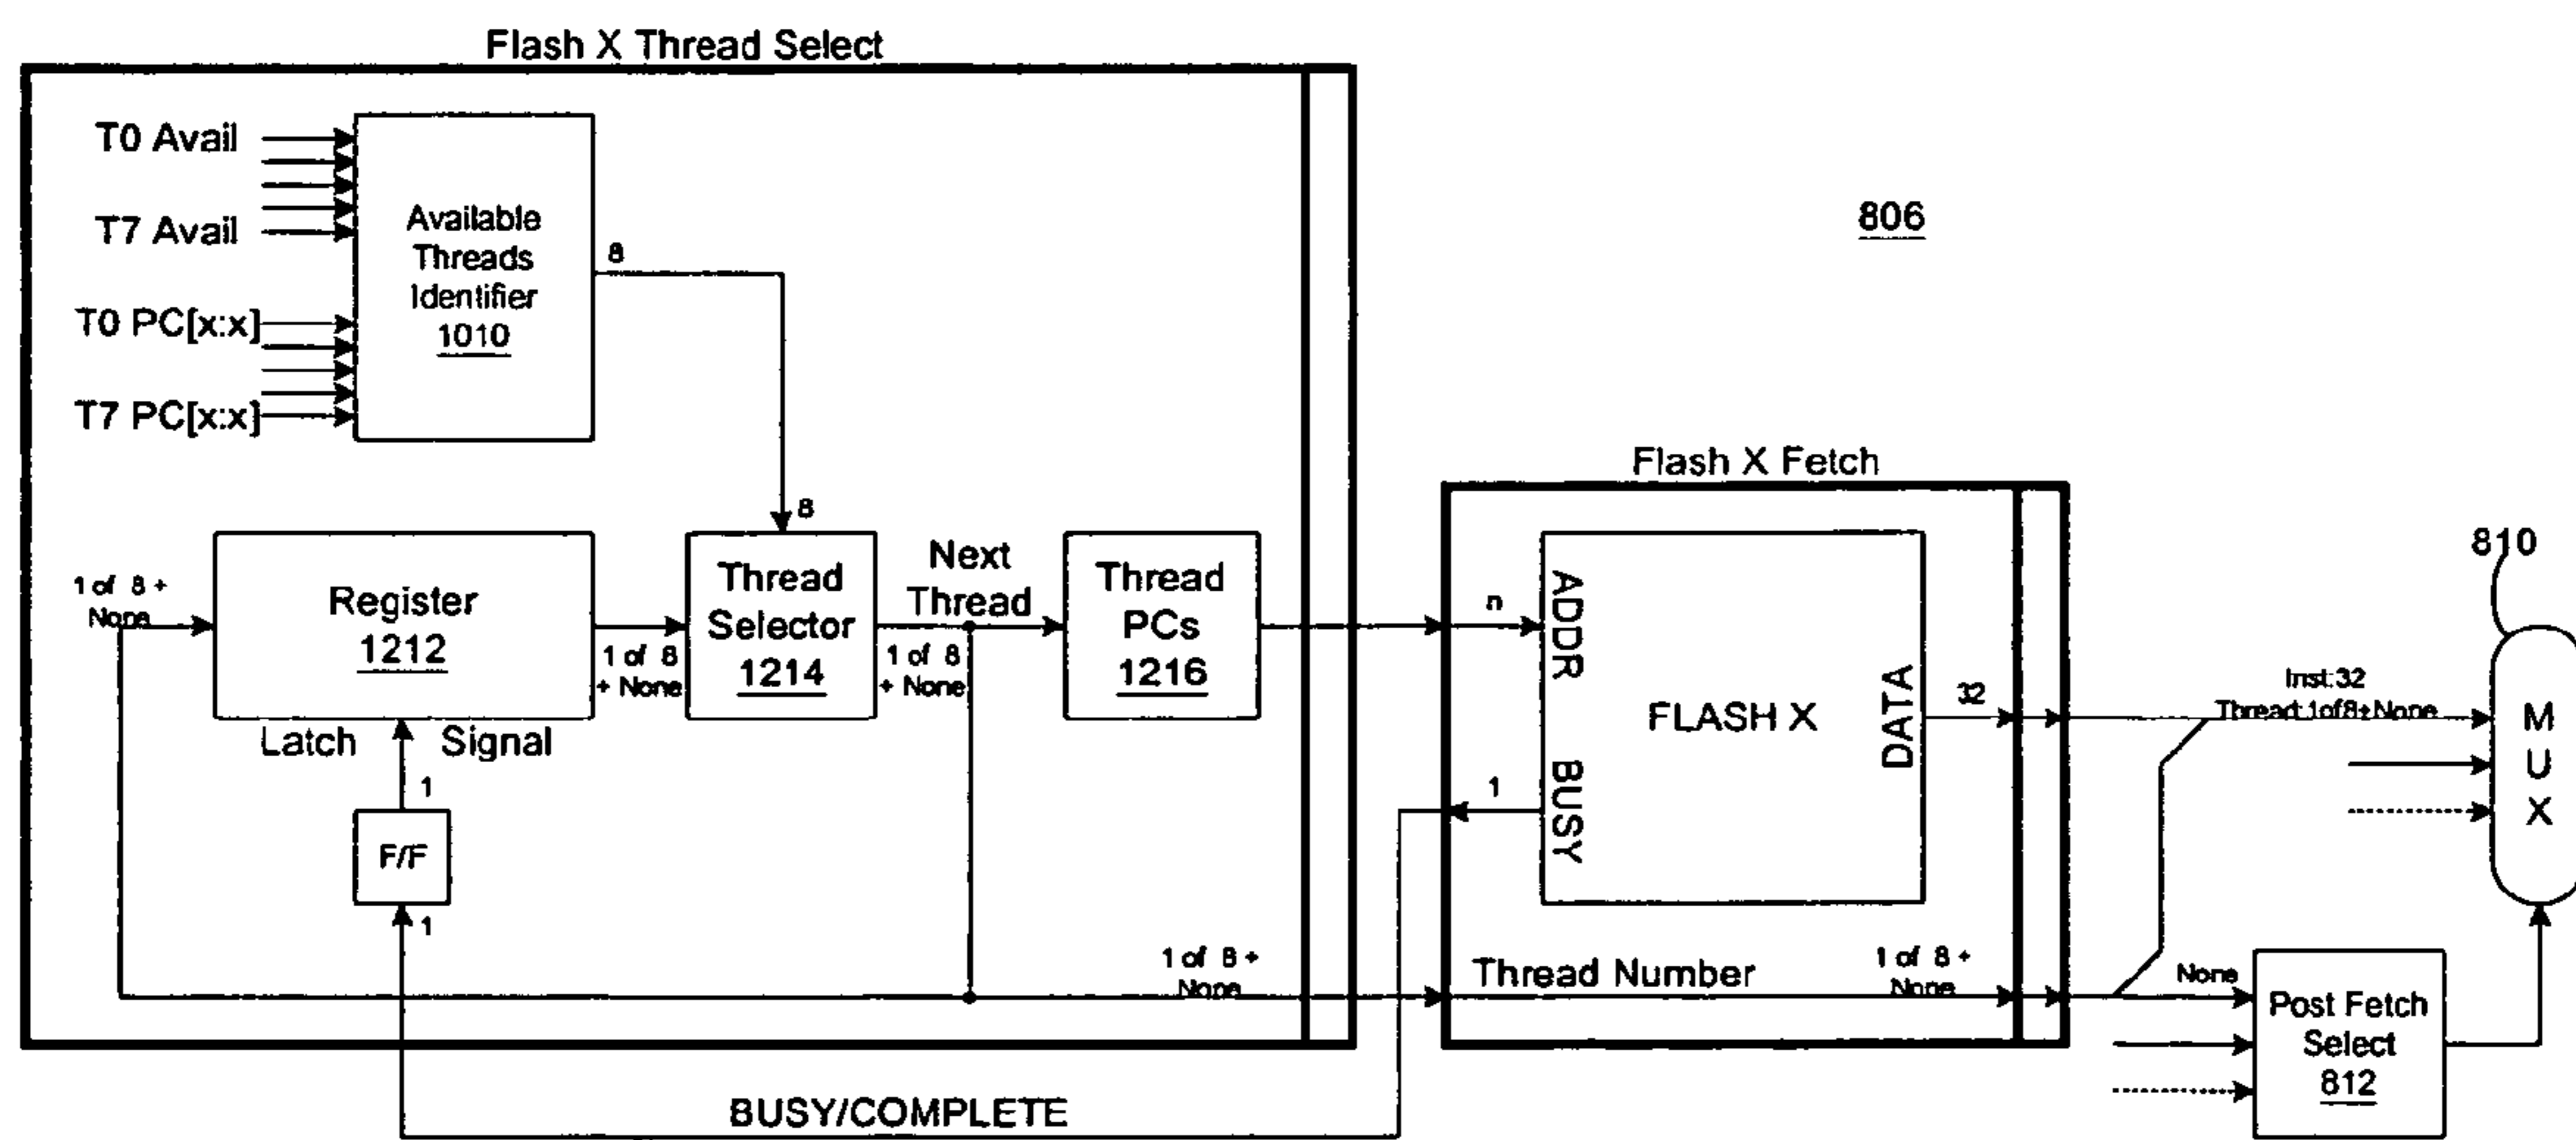 Flash X Thread Select
T0 Avail
T7 Avail
T0 PC[x:x]
T7 PC[x:x]
Available
Threads
Identifier
1010
8
8
806
1 of 8 +
None
Register
1212
Latch Signal
1
F/F
1
1 of 8
+ None
Thread
Selector
1214
Next
Thread
1 of 8
+ None
Thread
PCs
1216
1 of 8 +
None
BUSY/COMPLETE
Flash X Fetch
n
ADDR
BUSY
1
FLASH X
DATA
32
Thread Number
1 of 8 +
None
Inst:32
Thread:1of8+None
810
M
U
X
None
Post Fetch
Select
812